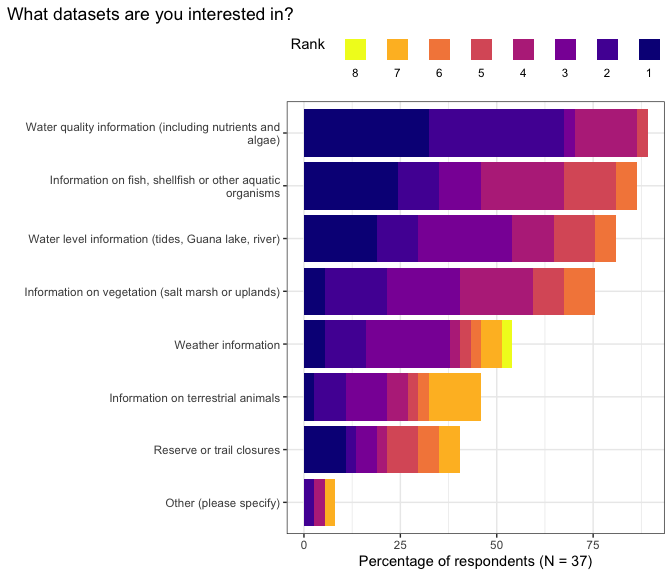 What datasets are you interested in?
Rank
8 7 6 5 4 3 2 1
Water quality information (including nutrients and
algae)
Information on fish, shellfish or other aquatic
organisms
Water level information (tides, Guana lake, river)
Information on vegetation (salt marsh or uplands)
Weather information
Information on terrestrial animals
Reserve or trail closures
Other (please specify)
0 25 50 75
Percentage of respondents (N = 37)